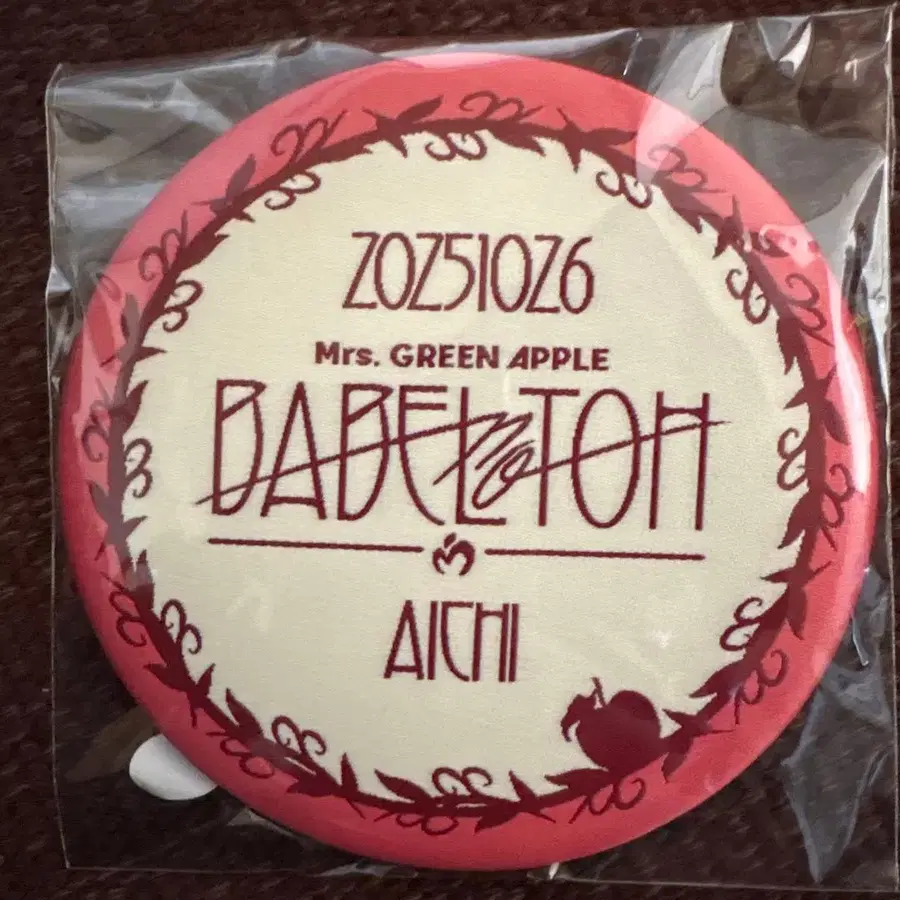 20251026
Mrs. GREEN APPLE
BABEL no TOH
AICHI